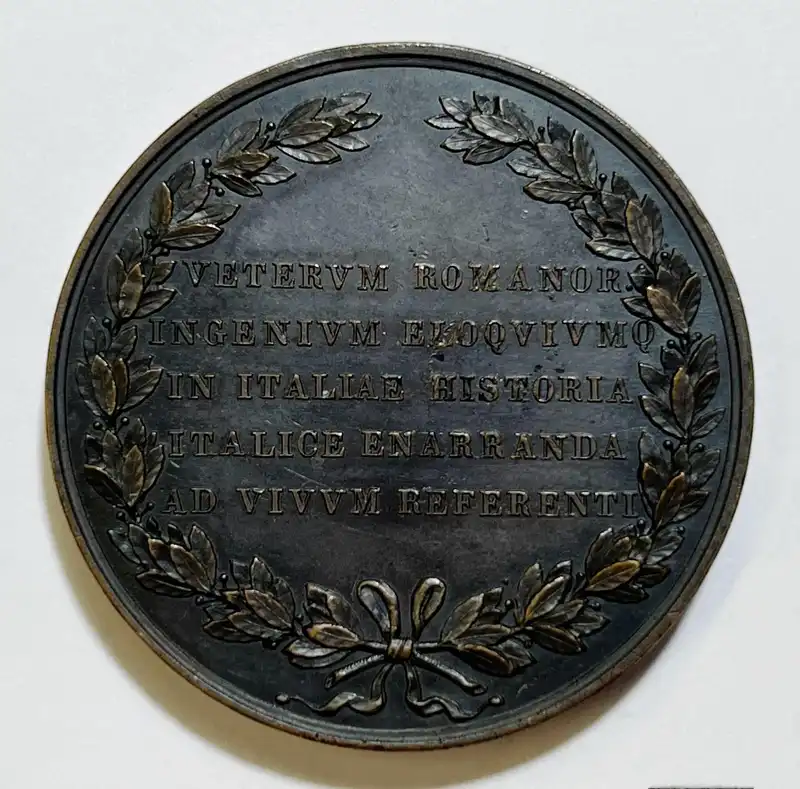 VETERVM ROMANOR.
INGENIVM ELOQVIVMQ
IN ITALIAE HISTORIA
ITALICE ENARRANDA
AD VIVVM REFERENTI